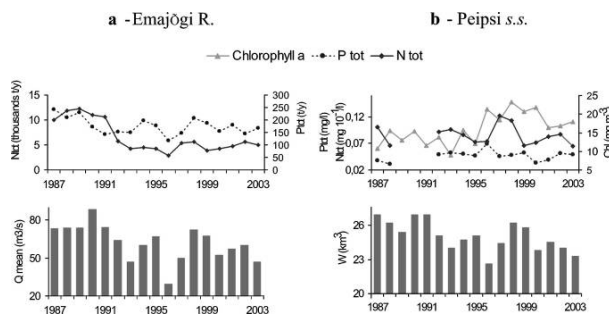 a - Emajõgi R.
b - Peipsi s.s.
Chlorophyll a P tot N tot
Ntot (thousands t/y)
15
10
5
0
Ptot (t/y)
300
250
200
150
100
50
0
1987 1991 1995 1999 2003
Ptot (mg/l)
Ntot (mg 10⁻¹/l)
0,12
0,07
0,02
Chl (mg m⁻³)
25
20
15
10
5
1987 1991 1995 1999 2003
Q mean (m3/s)
80
50
20
1987 1991 1995 1999 2003
W (km³)
26
23
20
1987 1991 1995 1999 2003